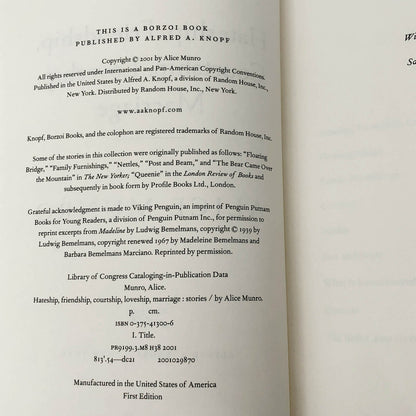 THIS IS A BORZOI BOOK
PUBLISHED BY ALFRED A. KNOPF
Copyright © 2001 by Alice Munro
All rights reserved under International and Pan-American Copyright Conventions.
Published in the United States by Alfred A. Knopf, a division of Random House, Inc.,
New York. Distributed by Random House, Inc., New York.
www.aaknopf.com
Knopf, Borzoi Books, and the colophon are registered trademarks of Random House, Inc.
Some of the stories in this collection were originally published as follows: "Floating
Bridge," "Family Furnishings," "Nettles," "Post and Beam," and "The Bear Came Over
the Mountain" in The New Yorker; "Queenie" in the London Review of Books and
subsequently in book form by Profile Books Ltd., London.
Grateful acknowledgment is made to Viking Penguin, an imprint of Penguin Putnam
Books for Young Readers, a division of Penguin Putnam Inc., for permission to
reprint excerpts from Madeline by Ludwig Bemelmans, copyright © 1939 by
Ludwig Bemelmans, copyright renewed 1967 by Madeleine Bemelmans and
Barbara Bemelmans Marciano. Reprinted by permission.
Library of Congress Cataloging-in-Publication Data
Munro, Alice.
Hateship, friendship, courtship, loveship, marriage : stories / by Alice Munro.
p. cm.
ISBN 0-375-41300-6
I. Title.
PR9199.3.M8 H38 2001
813'.54—dc21 2001029870
Manufactured in the United States of America
First Edition